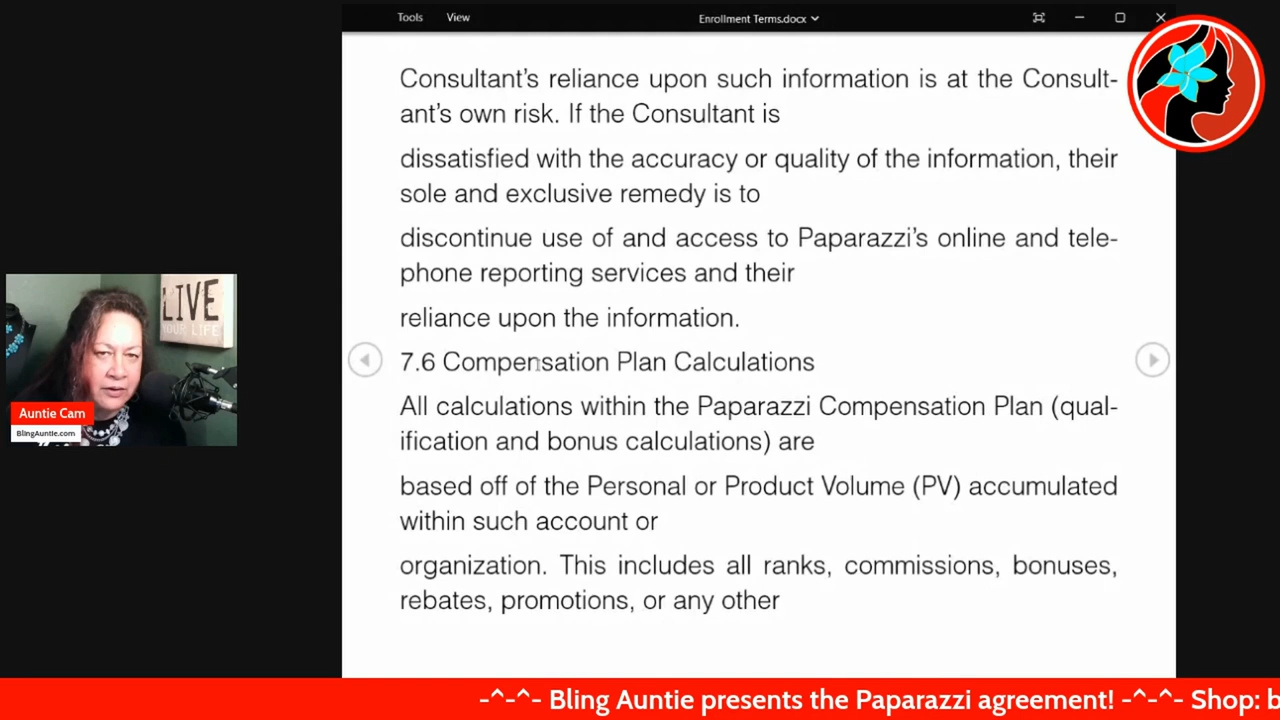 Tools View Enrollment Terms.docx
Consultant's reliance upon such information is at the Consult-
ant's own risk. If the Consultant is
dissatisfied with the accuracy or quality of the information, their
sole and exclusive remedy is to
discontinue use of and access to Paparazzi's online and tele-
phone reporting services and their
reliance upon the information.
7.6 Compensation Plan Calculations
All calculations within the Paparazzi Compensation Plan (qual-
ification and bonus calculations) are
based off of the Personal or Product Volume (PV) accumulated
within such account or
organization. This includes all ranks, commissions, bonuses,
rebates, promotions, or any other
LIVE
YOUR LIFE
Auntie Cam
BlingAuntie.com
-^-^- Bling Auntie presents the Paparazzi agreement! -^-^- Shop: b